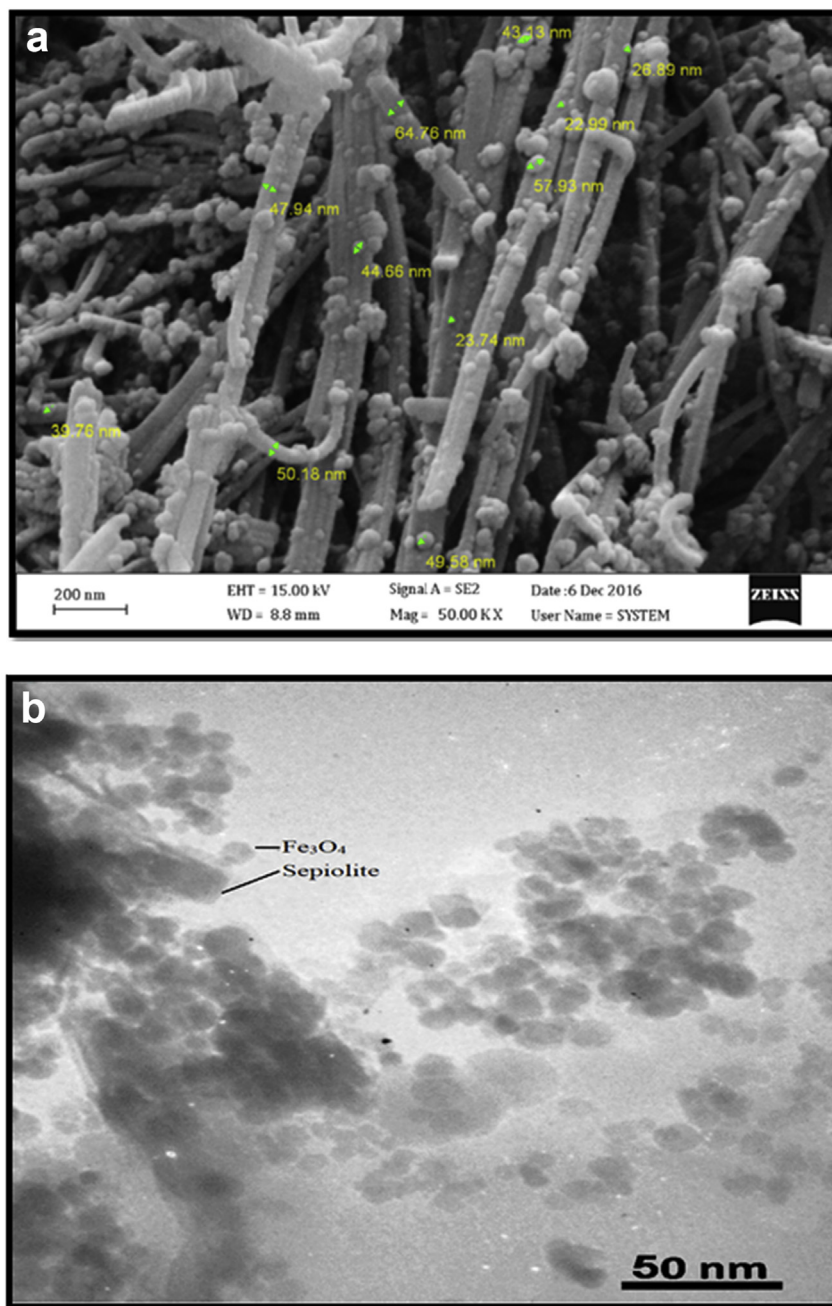 a
43.13 nm
26.89 nm
64.76 nm
22.99 nm
57.93 nm
47.94 nm
44.66 nm
23.74 nm
39.76 nm
50.18 nm
49.58 nm
200 nm
EHT = 15.00 kV
Signal A = SE2
Date :6 Dec 2016
ZEISS
WD = 8.8 mm
Mag = 50.00 K X
User Name = SYSTEM
b
Fe₃O₄
Sepiolite
50 nm